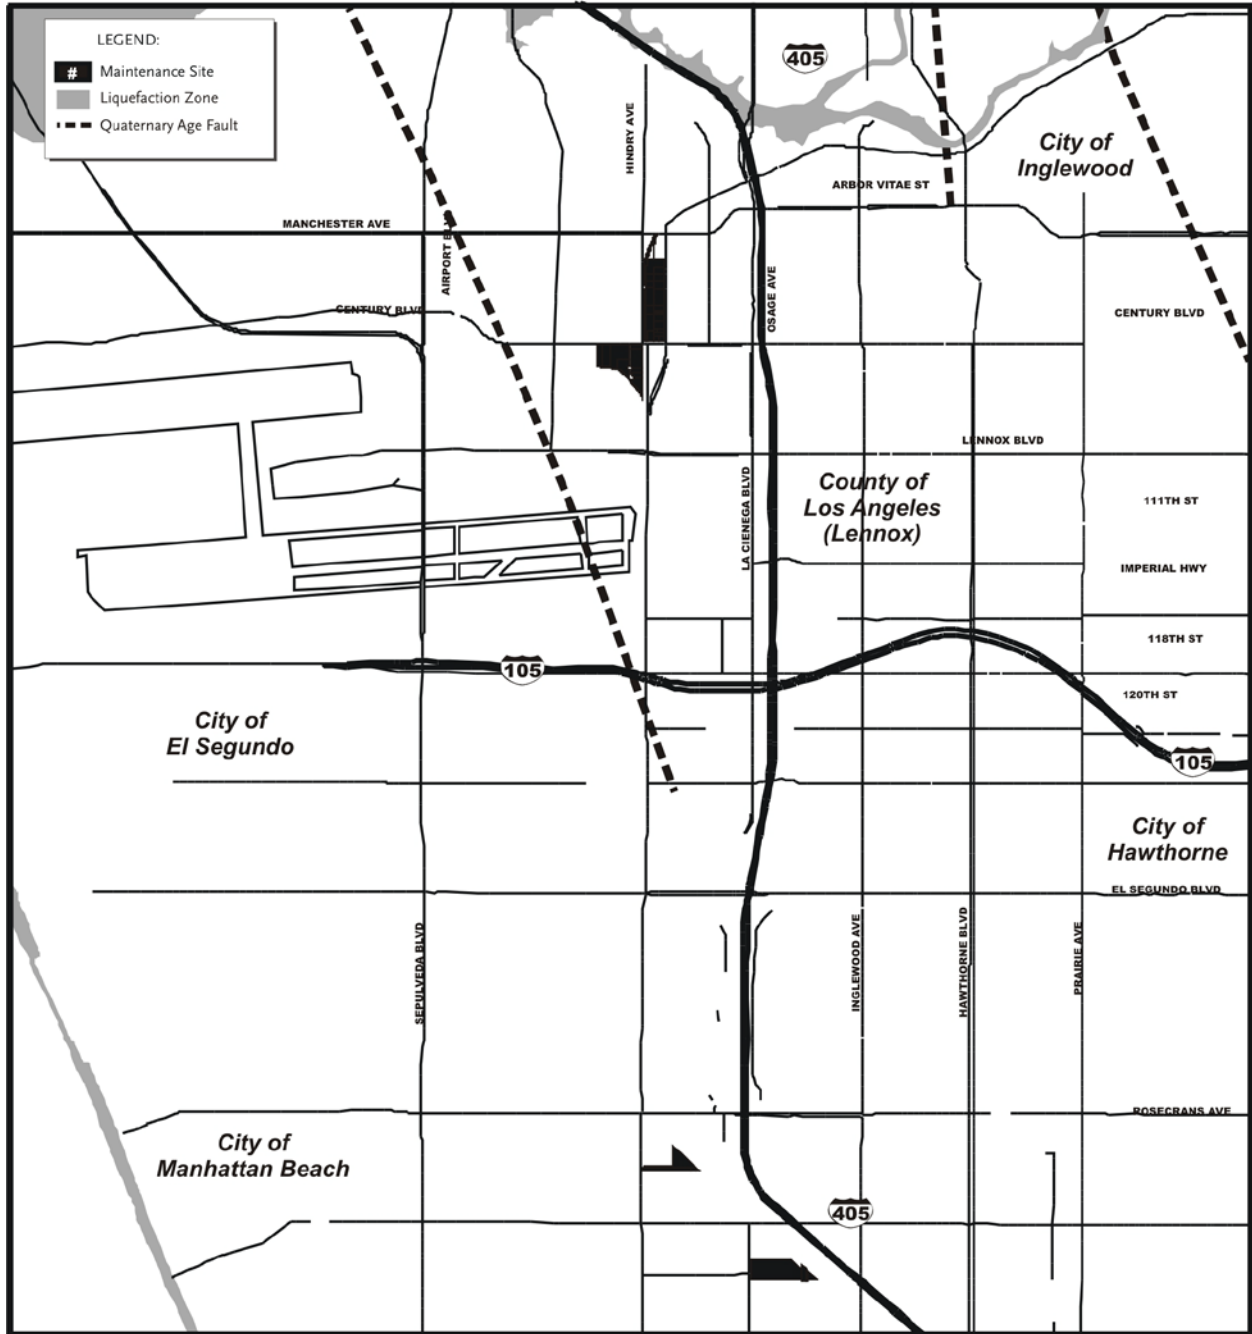 LEGEND:
# Maintenance Site
Liquefaction Zone
Quaternary Age Fault
405
HINDRY AVE
City of
Inglewood
ARBOR VITAE ST
MANCHESTER AVE
AIRPORT BLVD
OSAGE AVE
CENTURY BLVD
CENTURY BLVD
LENNOX BLVD
LA CIENEGA BLVD
County of
Los Angeles
(Lennox)
111TH ST
IMPERIAL HWY
118TH ST
105
120TH ST
City of
El Segundo
105
City of
Hawthorne
EL SEGUNDO BLVD
SEPULVEDA BLVD
INGLEWOOD AVE
HAWTHORNE BLVD
PRAIRIE AVE
ROSECRANS AVE
City of
Manhattan Beach
405